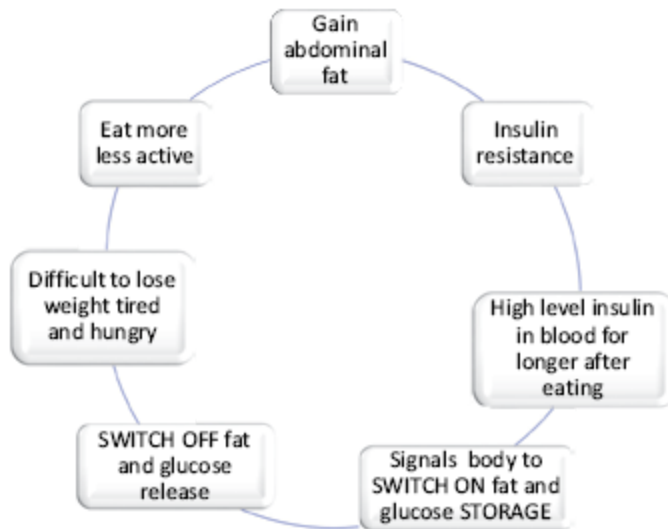 Gain
abdominal
fat
Insulin
resistance
High level insulin
in blood for
longer after
eating
Signals body to
SWITCH ON fat and
glucose STORAGE
SWITCH OFF fat
and glucose
release
Difficult to lose
weight tired
and hungry
Eat more
less active